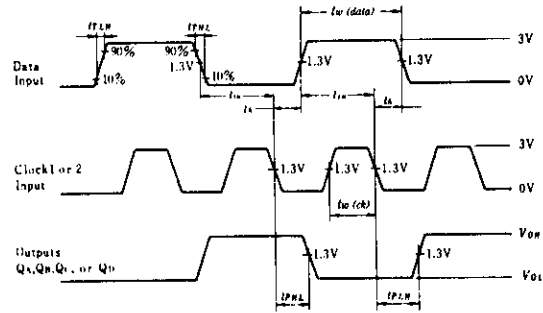 tPLH
tPHL
tw (data)
90%
90%
1.3V
1.3V
1.3V
3V
0V
Data
Input
10%
10%
tsu
th
tsu
th
Clock1 or 2
Input
1.3V
1.3V
1.3V
3V
0V
tw (ck)
Outputs
QA, QB, QC, or QD
1.3V
1.3V
VOH
VOL
tPHL
tPLH